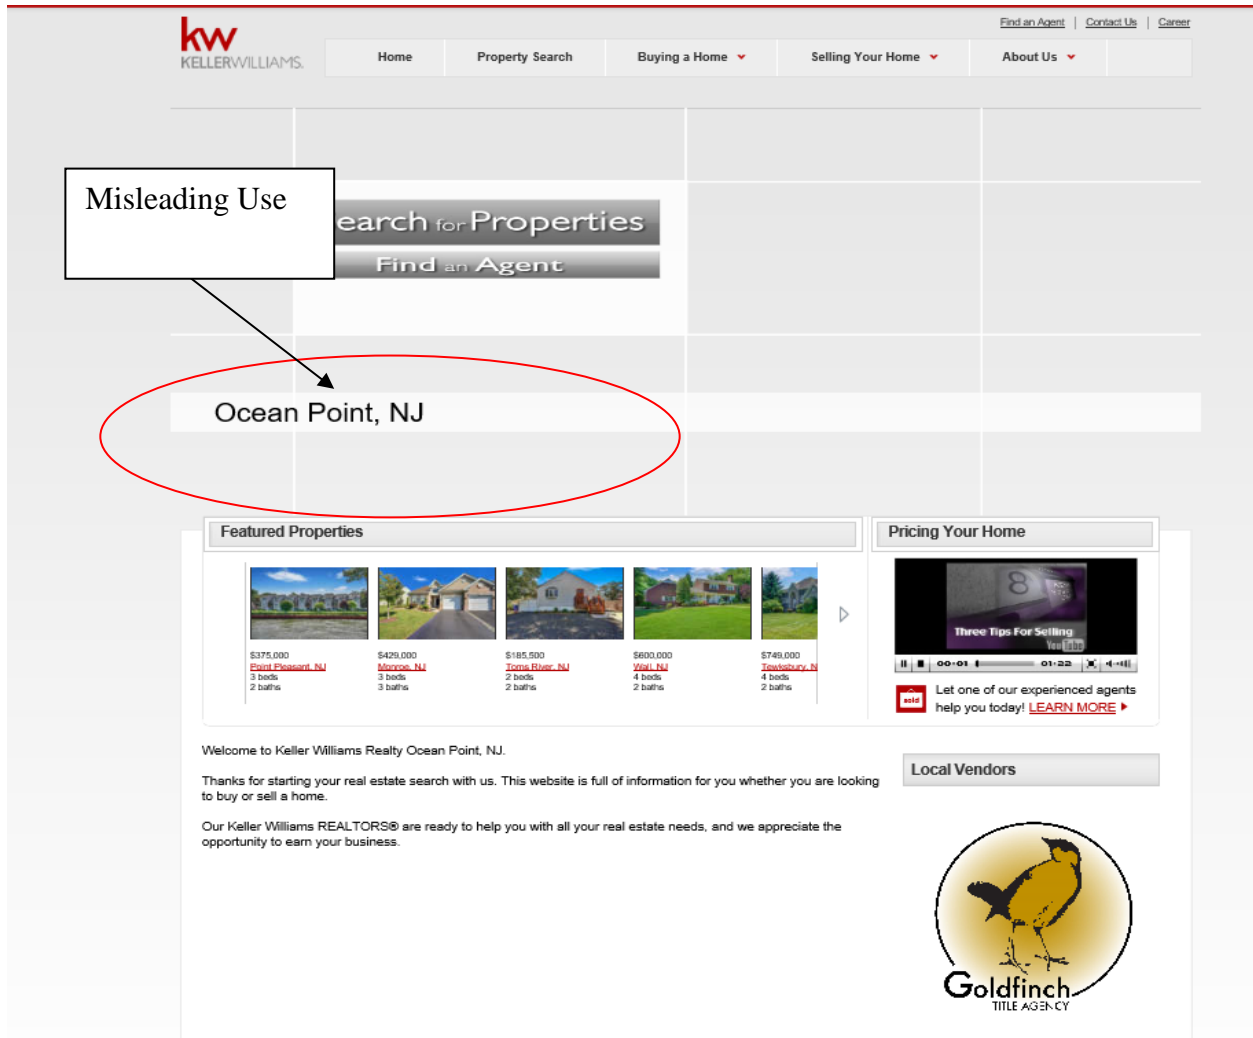 Find an Agent | Contact Us | Career
kw
KELLERWILLIAMS.
Home Property Search Buying a Home Selling Your Home About Us
Misleading Use
earch for Properties
Find an Agent
Ocean Point, NJ
Featured Properties
Pricing Your Home
$375,000
Point Pleasant, NJ
3 beds
2 baths
$429,000
Monroe, NJ
3 beds
3 baths
$185,500
Toms River, NJ
2 beds
2 baths
$600,000
Wall, NJ
4 beds
2 baths
$749,000
Tewksbury, N
4 beds
2 baths
8
Three Tips For Selling
YouTube
00:01 01:22
sold
Let one of our experienced agents
help you today! LEARN MORE
Welcome to Keller Williams Realty Ocean Point, NJ.
Thanks for starting your real estate search with us. This website is full of information for you whether you are looking
to buy or sell a home.
Our Keller Williams REALTORS® are ready to help you with all your real estate needs, and we appreciate the
opportunity to earn your business.
Local Vendors
Goldfinch
TITLE AGENCY